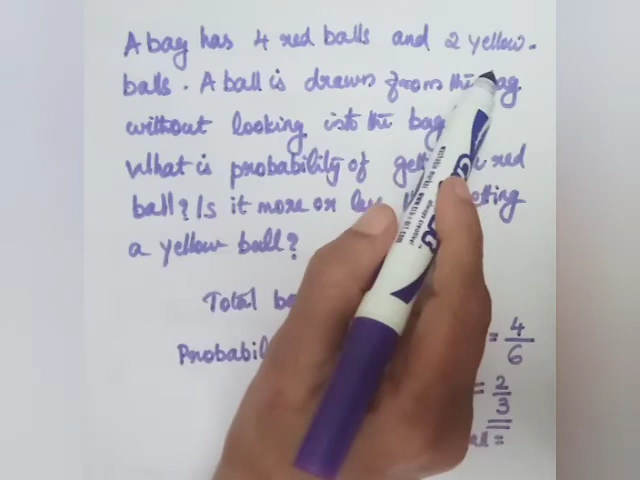 A bag has 4 red balls and 2 yellow
balls. A ball is drawn from the bag
without looking into the bag
What is probability of red
ball? Is it more or
a yellow ball?
Total
= 4/6
= 2/3
=